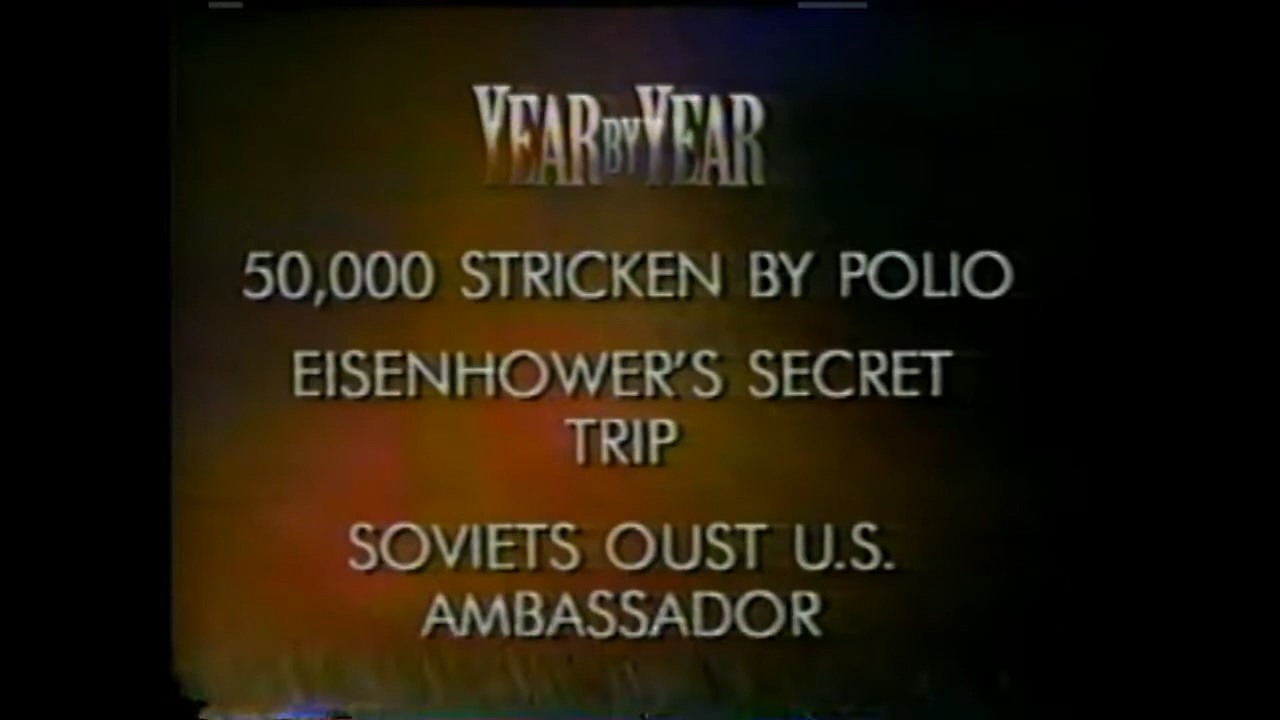 YEAR BY YEAR
50,000 STRICKEN BY POLIO
EISENHOWER'S SECRET
TRIP
SOVIETS OUST U.S.
AMBASSADOR